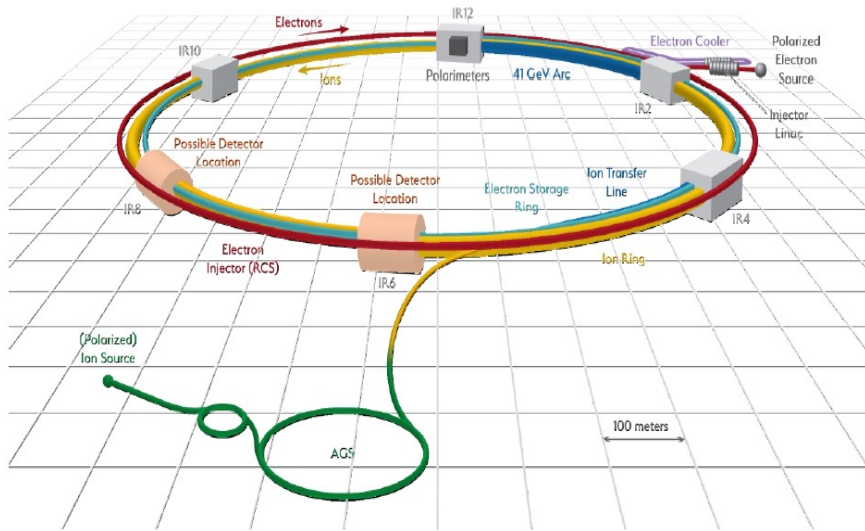 IR12
Electrons
IR10
Ions
Polarimeters
41 GeV Arc
Electron Cooler
Polarized
Electron
Source
IR2
Injector
Linac
Possible Detector
Location
Possible Detector
Location
Electron Storage
Ring
Ion Transfer
Line
IR8
IR4
Electron
Injector (RCS)
IR6
Ion Ring
(Polarized)
Ion Source
AGS
100 meters